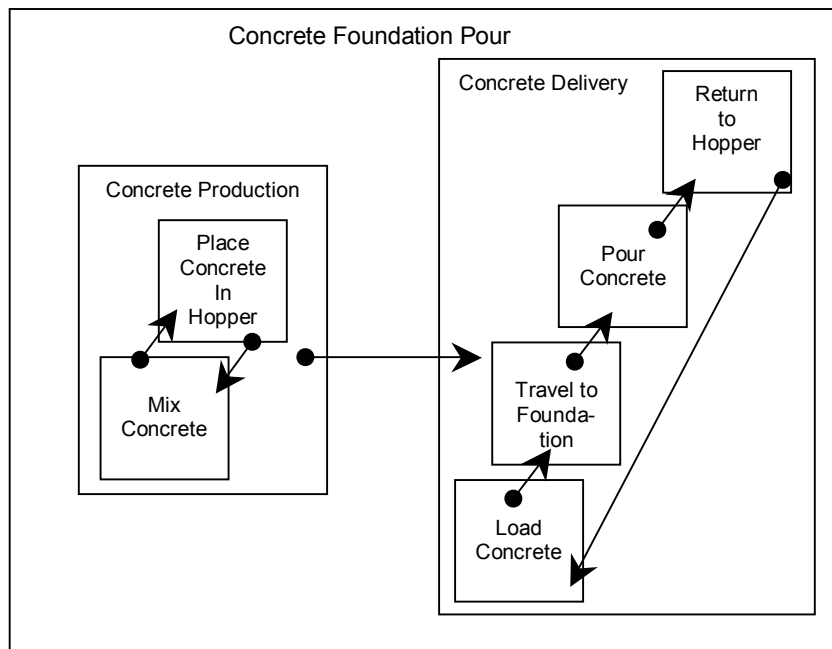 Concrete Foundation Pour
Concrete Production
Place
Concrete
In
Hopper
Mix
Concrete
Concrete Delivery
Return
to
Hopper
Pour
Concrete
Travel to
Founda-
tion
Load
Concrete